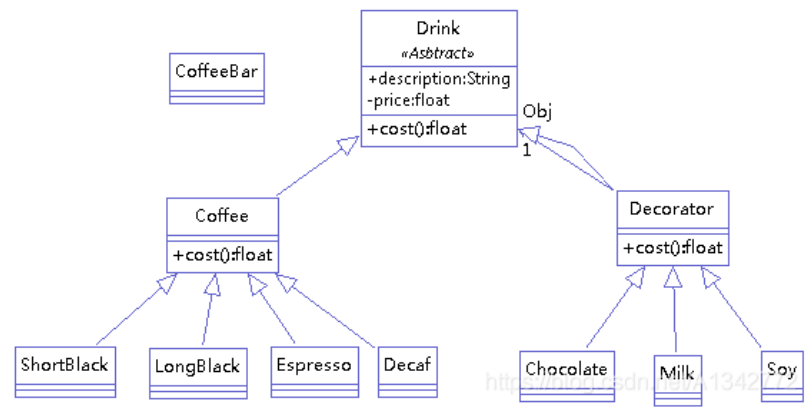 Drink
«Asbtract»
+description:String
-price:float
+cost():float
CoffeeBar
Obj
1
Coffee
+cost():float
Decorator
+cost():float
ShortBlack
LongBlack
Espresso
Decaf
Chocolate
Milk
Soy